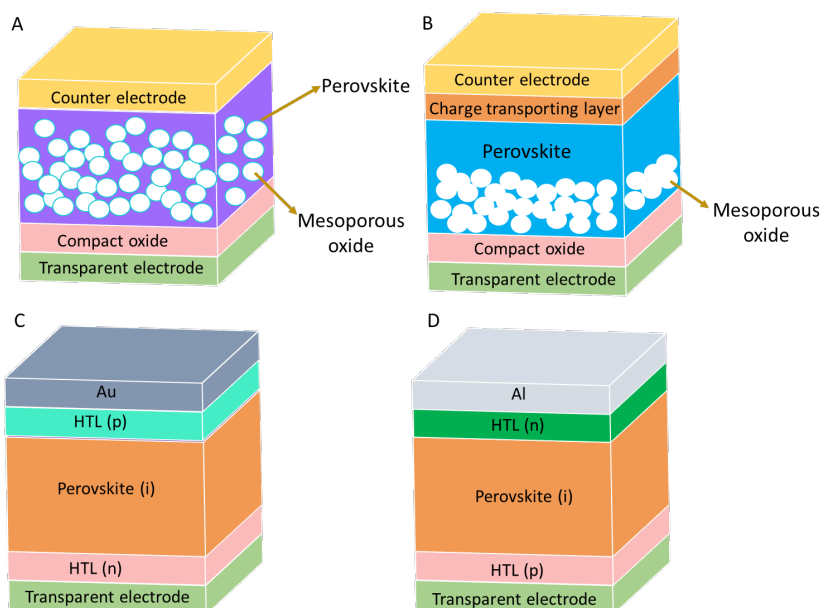 A
Counter electrode
Perovskite
Mesoporous
oxide
Compact oxide
Transparent electrode
B
Counter electrode
Charge transporting layer
Perovskite
Mesoporous
oxide
Compact oxide
Transparent electrode
C
Au
HTL (p)
Perovskite (i)
HTL (n)
Transparent electrode
D
Al
HTL (n)
Perovskite (i)
HTL (p)
Transparent electrode